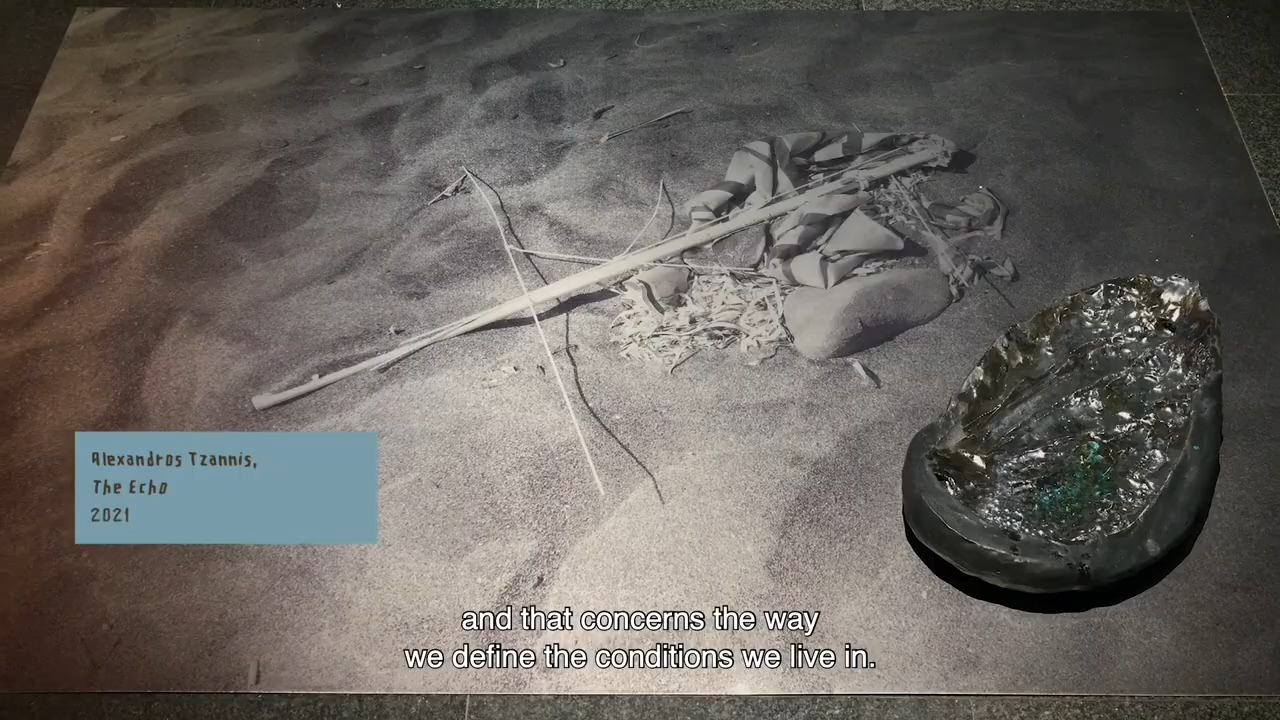 Alexandros Tzannis,
The Echo
2021
and that concerns the way
we define the conditions we live in.